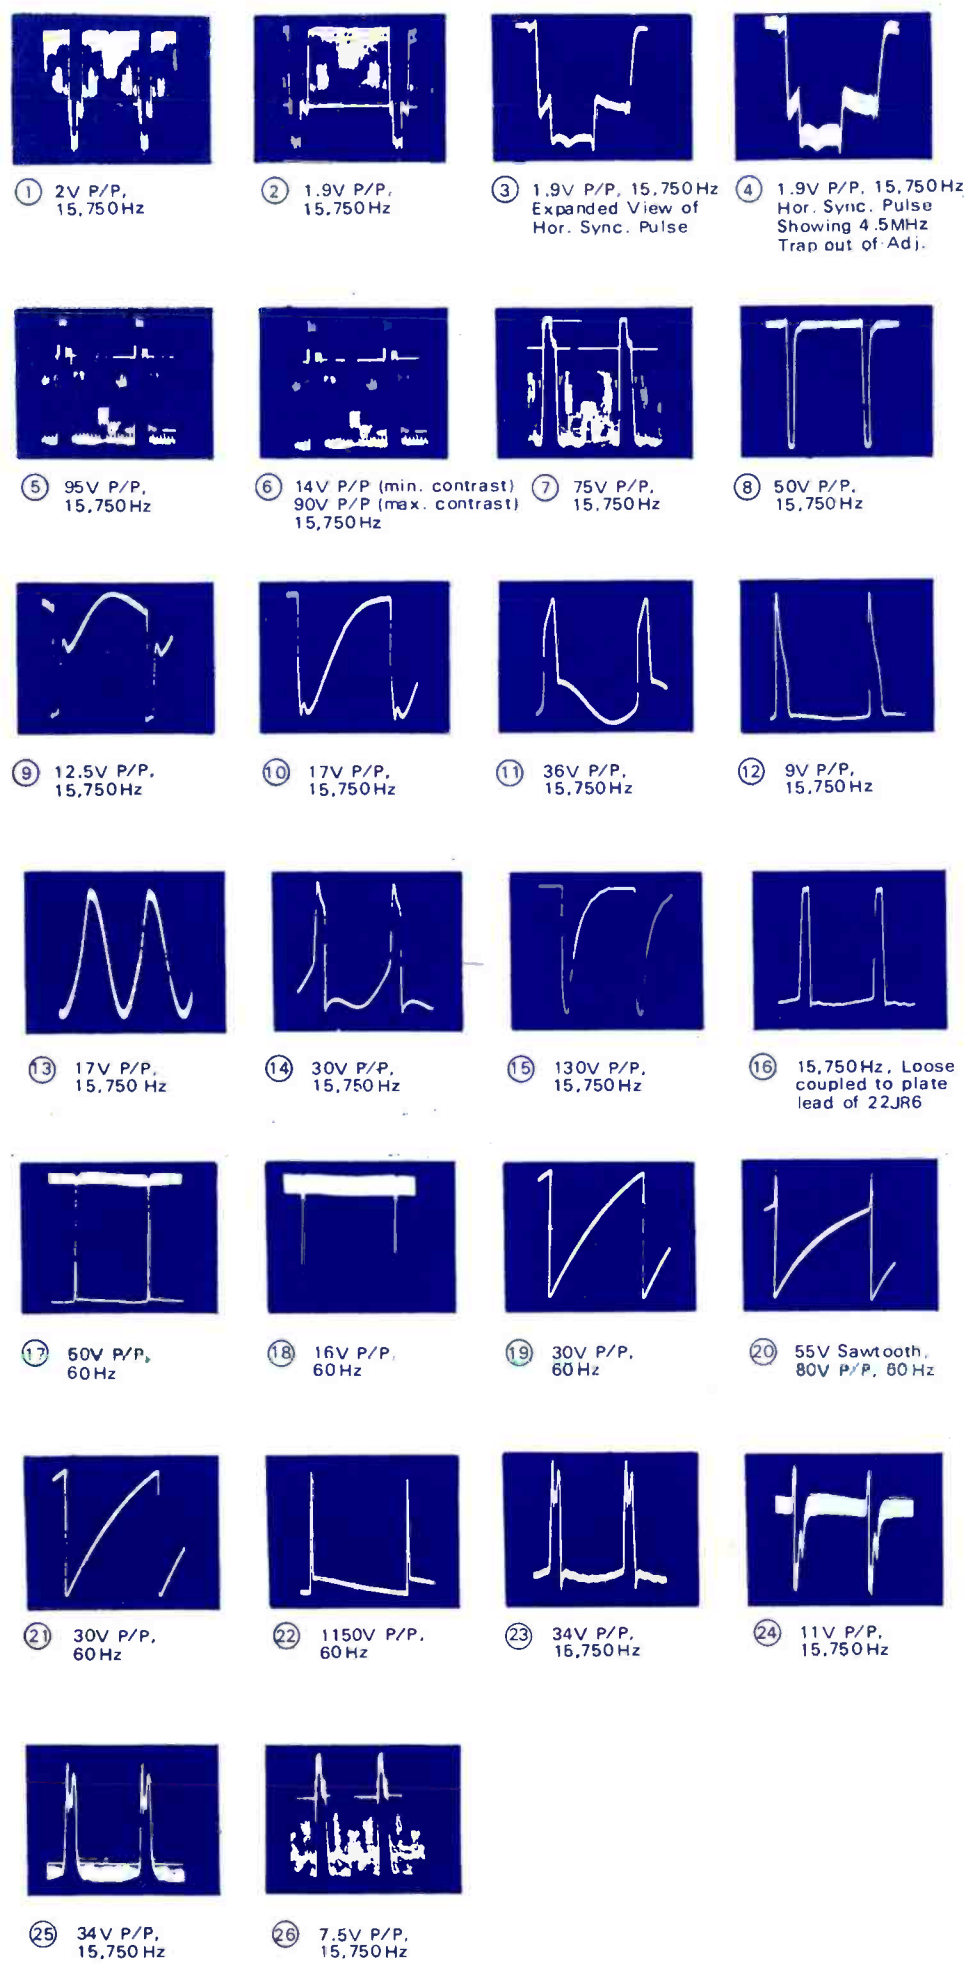 1 2V P/P,
15,750Hz
2 1.9V P/P,
15,750Hz
3 1.9V P/P, 15,750Hz
Expanded View of
Hor. Sync. Pulse
4 1.9V P/P, 15,750Hz
Hor. Sync. Pulse
Showing 4.5MHz
Trap out of Adj.
5 95V P/P,
15,750Hz
6 14V P/P (min. contrast)
90V P/P (max. contrast)
15,750Hz
7 75V P/P,
15,750Hz
8 50V P/P,
15,750Hz
9 12.5V P/P,
15,750Hz
10 17V P/P,
15,750Hz
11 36V P/P,
15,750Hz
12 9V P/P,
15,750Hz
13 17V P/P,
15,750 Hz
14 30V P/P,
15,750Hz
15 130V P/P,
15,750Hz
16 15,750Hz, Loose
coupled to plate
lead of 22JR6
17 60V P/P,
60Hz
18 16V P/P,
60Hz
19 30V P/P,
60Hz
20 55V Sawtooth,
80V P/P, 60Hz
21 30V P/P,
60Hz
22 1150V P/P,
60Hz
23 34V P/P,
15,750Hz
24 11V P/P,
15,750Hz
25 34V P/P,
15,750Hz
26 7.5V P/P,
15,750Hz